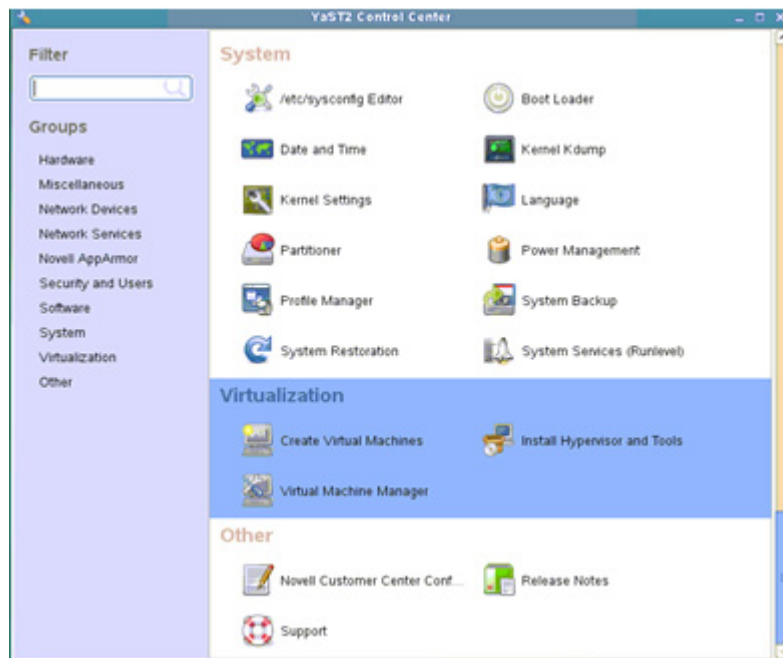 YaST2 Control Center
Filter
Groups
Hardware
Miscellaneous
Network Devices
Network Services
Novell AppArmor
Security and Users
Software
System
Virtualization
Other
System
/etc/sysconfig Editor
Boot Loader
Date and Time
Kernel Kdump
Kernel Settings
Language
Partitioner
Power Management
Profile Manager
System Backup
System Restoration
System Services (Runlevel)
Virtualization
Create Virtual Machines
Install Hypervisor and Tools
Virtual Machine Manager
Other
Novell Customer Center Conf...
Release Notes
Support